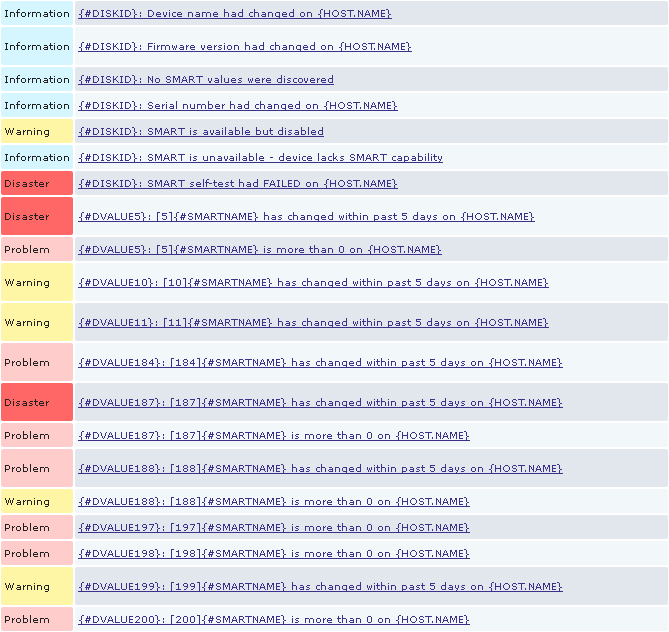 Information {#DISKID}: Device name had changed on {HOST.NAME}
Information {#DISKID}: Firmware version had changed on {HOST.NAME}
Information {#DISKID}: No SMART values were discovered
Information {#DISKID}: Serial number had changed on {HOST.NAME}
Warning {#DISKID}: SMART is available but disabled
Information {#DISKID}: SMART is unavailable - device lacks SMART capability
Disaster {#DISKID}: SMART self-test had FAILED on {HOST.NAME}
Disaster {#DVALUE5}: [5]{#SMARTNAME} has changed within past 5 days on {HOST.NAME}
Problem {#DVALUE5}: [5]{#SMARTNAME} is more than 0 on {HOST.NAME}
Warning {#DVALUE10}: [10]{#SMARTNAME} has changed within past 5 days on {HOST.NAME}
Warning {#DVALUE11}: [11]{#SMARTNAME} has changed within past 5 days on {HOST.NAME}
Problem {#DVALUE184}: [184]{#SMARTNAME} has changed within past 5 days on {HOST.NAME}
Disaster {#DVALUE187}: [187]{#SMARTNAME} has changed within past 5 days on {HOST.NAME}
Problem {#DVALUE187}: [187]{#SMARTNAME} is more than 0 on {HOST.NAME}
Problem {#DVALUE188}: [188]{#SMARTNAME} has changed within past 5 days on {HOST.NAME}
Warning {#DVALUE188}: [188]{#SMARTNAME} is more than 0 on {HOST.NAME}
Problem {#DVALUE197}: [197]{#SMARTNAME} is more than 0 on {HOST.NAME}
Problem {#DVALUE198}: [198]{#SMARTNAME} is more than 0 on {HOST.NAME}
Warning {#DVALUE199}: [199]{#SMARTNAME} has changed within past 5 days on {HOST.NAME}
Problem {#DVALUE200}: [200]{#SMARTNAME} is more than 0 on {HOST.NAME}